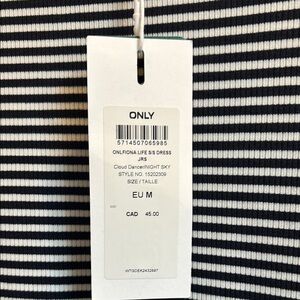 ONLY
5714507065985
ONLFIONA LIFE S/S DRESS
JRS
Cloud Dancer/NIGHT SKY
STYLE NO. 15202309
SIZE / TAILLE
EU M
CAD 45.00